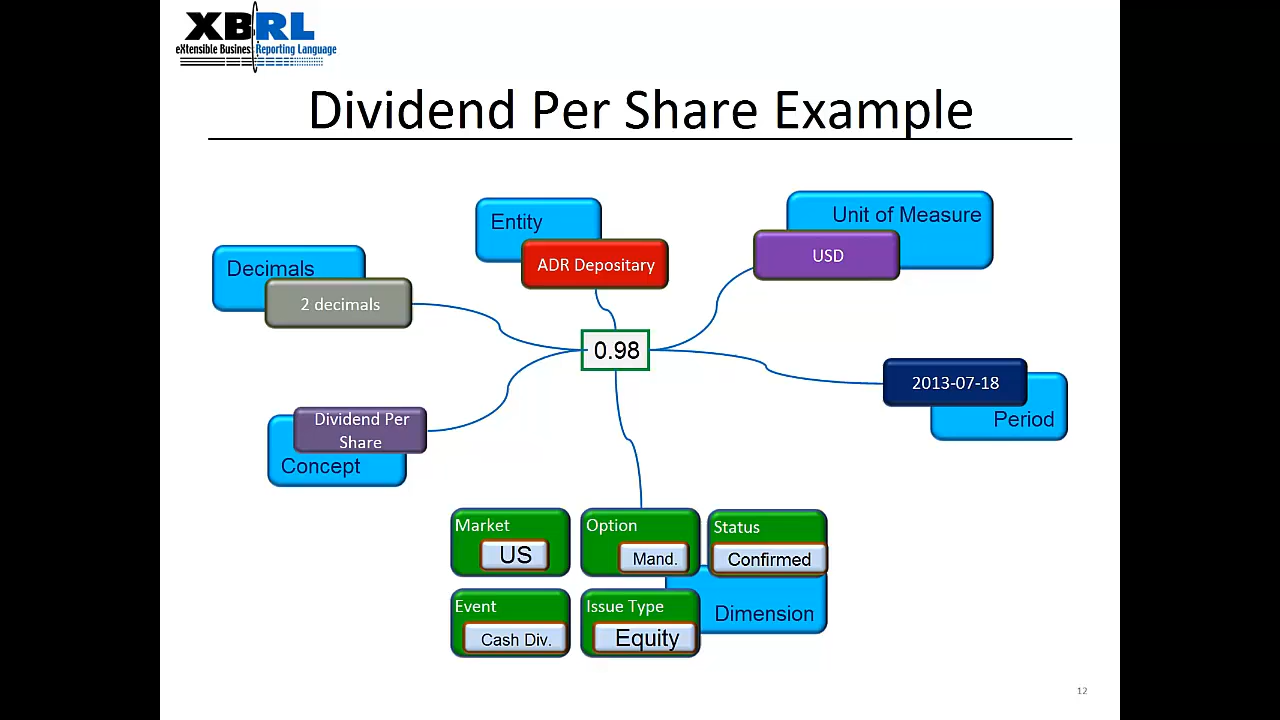 XBRL
eXtensible Business Reporting Language
Dividend Per Share Example
Entity
ADR Depositary
Unit of Measure
USD
Decimals
2 decimals
0.98
2013-07-18
Period
Dividend Per
Share
Concept
Market
US
Option
Mand.
Status
Confirmed
Event
Cash Div.
Issue Type
Equity
Dimension
12